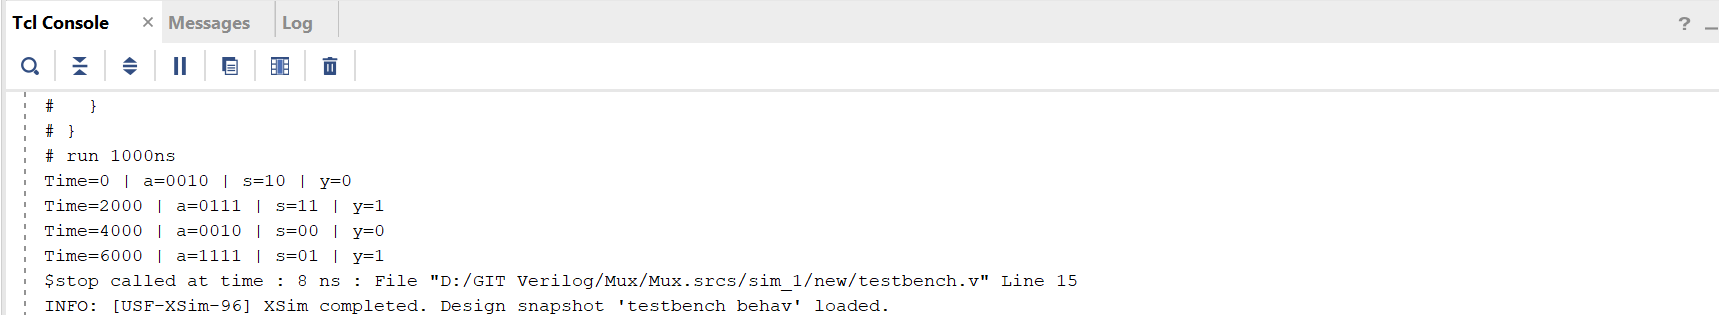 Tcl Console × Messages Log ? _
#   }
# }
# run 1000ns
Time=0 | a=0010 | s=10 | y=0
Time=2000 | a=0111 | s=11 | y=1
Time=4000 | a=0010 | s=00 | y=0
Time=6000 | a=1111 | s=01 | y=1
$stop called at time : 8 ns : File "D:/GIT Verilog/Mux/Mux.srcs/sim_1/new/testbench.v" Line 15
INFO: [USF-XSim-96] XSim completed. Design snapshot 'testbench behav' loaded.